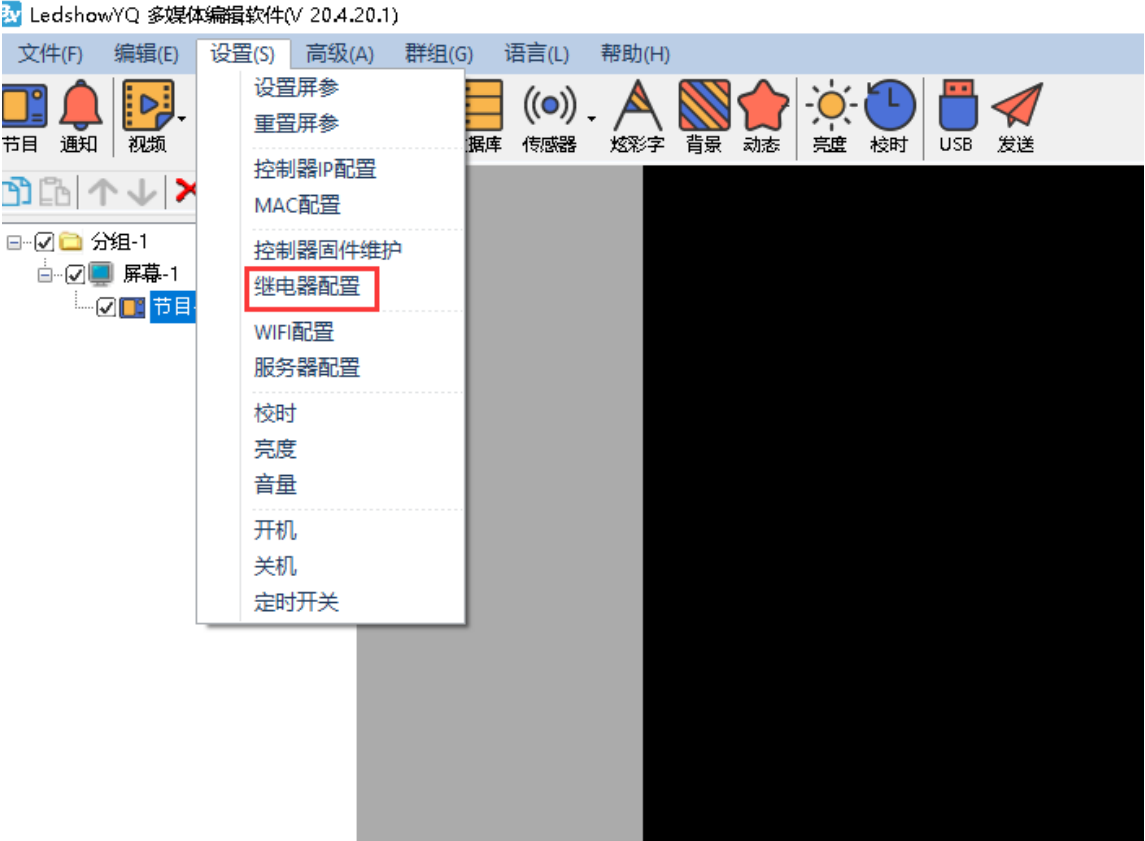 LedshowYQ 多媒体编辑软件(V 20.4.20.1)
文件(F) 编辑(E) 设置(S) 高级(A) 群组(G) 语言(L) 帮助(H)
节目 通知 视频 据库 传感器 炫彩字 背景 动态 亮度 校时 USB 发送
设置屏参
重置屏参
控制器IP配置
MAC配置
控制器固件维护
继电器配置
WIFI配置
服务器配置
校时
亮度
音量
开机
关机
定时开关
分组-1
屏幕-1
节目